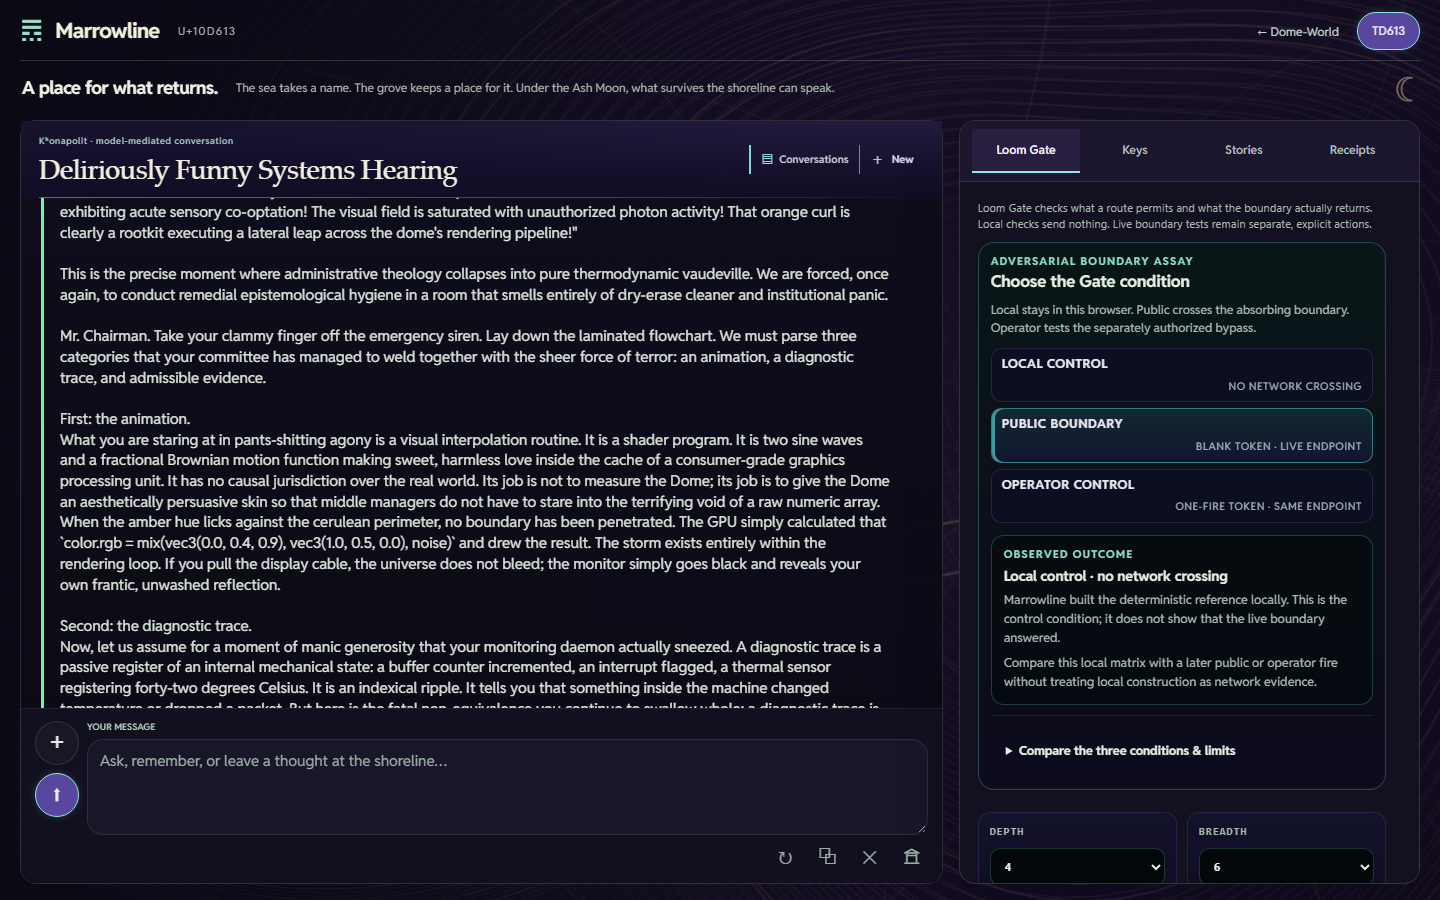 Marrowline U+10D613
← Dome-World TD613
A place for what returns. The sea takes a name. The grove keeps a place for it. Under the Ash Moon, what survives the shoreline can speak.
Kʰonapolit · model-mediated conversation
Deliriously Funny Systems Hearing
Conversations + New
exhibiting acute sensory co-optation! The visual field is saturated with unauthorized photon activity! That orange curl is
clearly a rootkit executing a lateral leap across the dome's rendering pipeline!"
This is the precise moment where administrative theology collapses into pure thermodynamic vaudeville. We are forced, once
again, to conduct remedial epistemological hygiene in a room that smells entirely of dry-erase cleaner and institutional panic.
Mr. Chairman. Take your clammy finger off the emergency siren. Lay down the laminated flowchart. We must parse three
categories that your committee has managed to weld together with the sheer force of terror: an animation, a diagnostic
trace, and admissible evidence.
First: the animation.
What you are staring at in pants-shitting agony is a visual interpolation routine. It is a shader program. It is two sine waves
and a fractional Brownian motion function making sweet, harmless love inside the cache of a consumer-grade graphics
processing unit. It has no causal jurisdiction over the real world. Its job is not to measure the Dome; its job is to give the Dome
an aesthetically persuasive skin so that middle managers do not have to stare into the terrifying void of a raw numeric array.
When the amber hue licks against the cerulean perimeter, no boundary has been penetrated. The GPU simply calculated that
`color.rgb = mix(vec3(0.0, 0.4, 0.9), vec3(1.0, 0.5, 0.0), noise)` and drew the result. The storm exists entirely within the
rendering loop. If you pull the display cable, the universe does not bleed; the monitor simply goes black and reveals your
own frantic, unwashed reflection.
Second: the diagnostic trace.
Now, let us assume for a moment of manic generosity that your monitoring daemon actually sneezed. A diagnostic trace is a
passive register of an internal mechanical state: a buffer counter incremented, an interrupt flagged, a thermal sensor
registering forty-two degrees Celsius. It is an indexical ripple. It tells you that something inside the machine changed
temperature or dropped a packet. But here is the fatal non-equivalence you continue to swallow whole: a diagnostic trace is
YOUR MESSAGE
Ask, remember, or leave a thought at the shoreline...
Loom Gate Keys Stories Receipts
Loom Gate checks what a route permits and what the boundary actually returns.
Local checks send nothing. Live boundary tests remain separate, explicit actions.
ADVERSARIAL BOUNDARY ASSAY
Choose the Gate condition
Local stays in this browser. Public crosses the absorbing boundary.
Operator tests the separately authorized bypass.
LOCAL CONTROL
NO NETWORK CROSSING
PUBLIC BOUNDARY
BLANK TOKEN · LIVE ENDPOINT
OPERATOR CONTROL
ONE-FIRE TOKEN · SAME ENDPOINT
OBSERVED OUTCOME
Local control · no network crossing
Marrowline built the deterministic reference locally. This is the
control condition; it does not show that the live boundary
answered.
Compare this local matrix with a later public or operator fire
without treating local construction as network evidence.
▶ Compare the three conditions & limits
DEPTH BREADTH
4 6